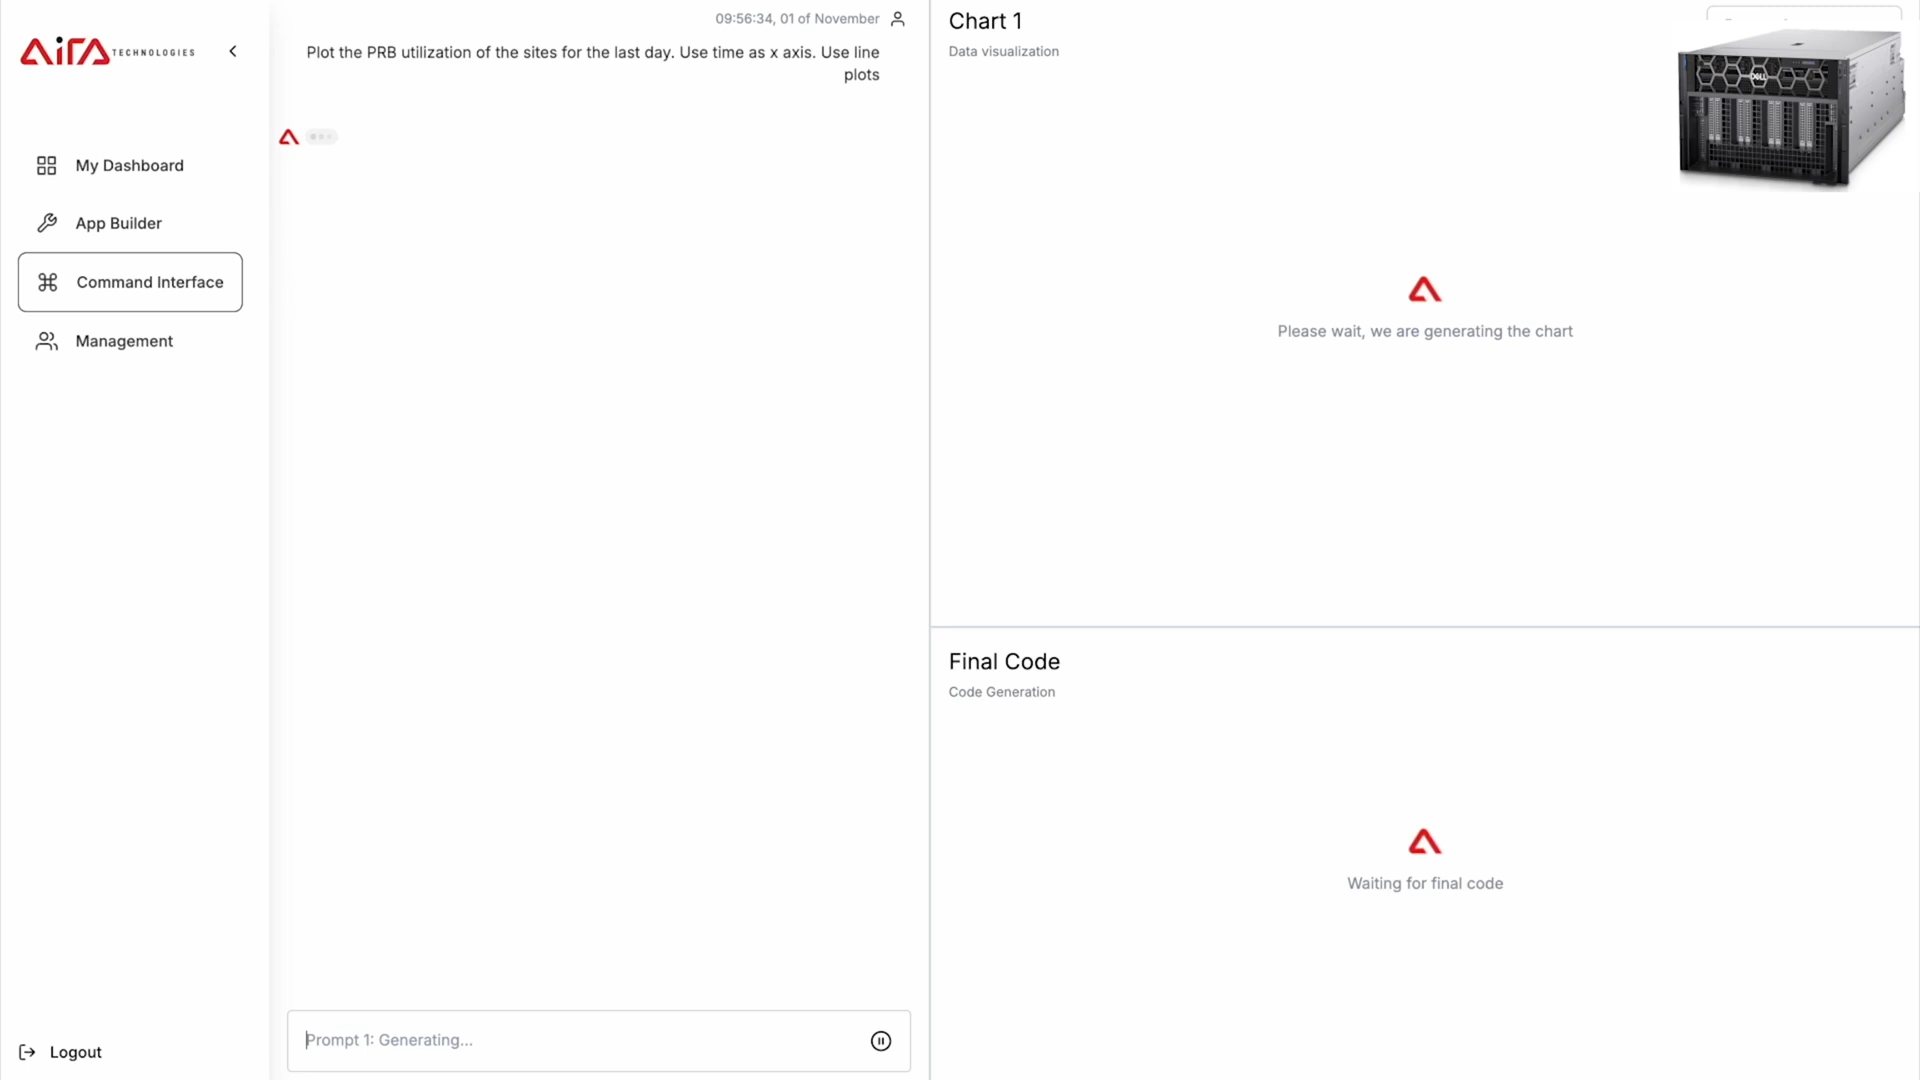 AiRA TECHNOLOGIES
My Dashboard
App Builder
Command Interface
Management
Logout
09:56:34, 01 of November
Plot the PRB utilization of the sites for the last day. Use time as x axis. Use line
plots
Prompt 1: Generating...
Chart 1
Data visualization
DELL
Please wait, we are generating the chart
Final Code
Code Generation
Waiting for final code